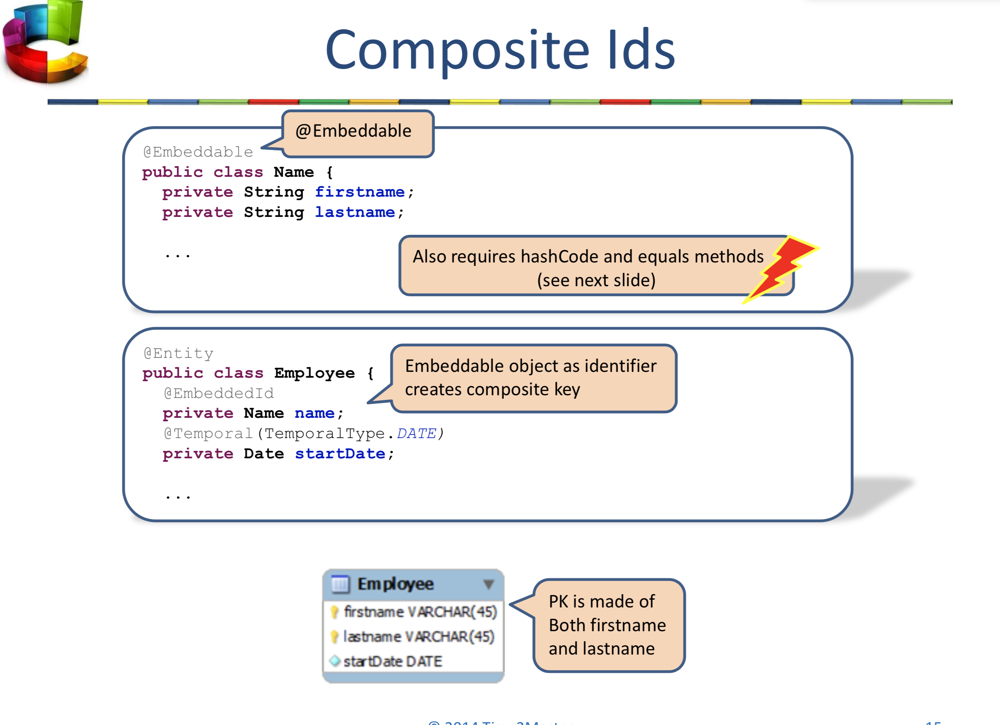 Composite Ids
@Embeddable
@Embeddable
public class Name {
private String firstname;
private String lastname;
...
Also requires hashCode and equals methods
(see next slide)
@Entity
public class Employee {
@EmbeddedId
private Name name;
@Temporal(TemporalType.DATE)
private Date startDate;
...
Embeddable object as identifier
creates composite key
Employee
firstname VARCHAR(45)
lastname VARCHAR(45)
startDate DATE
PK is made of
Both firstname
and lastname
© 2014
15